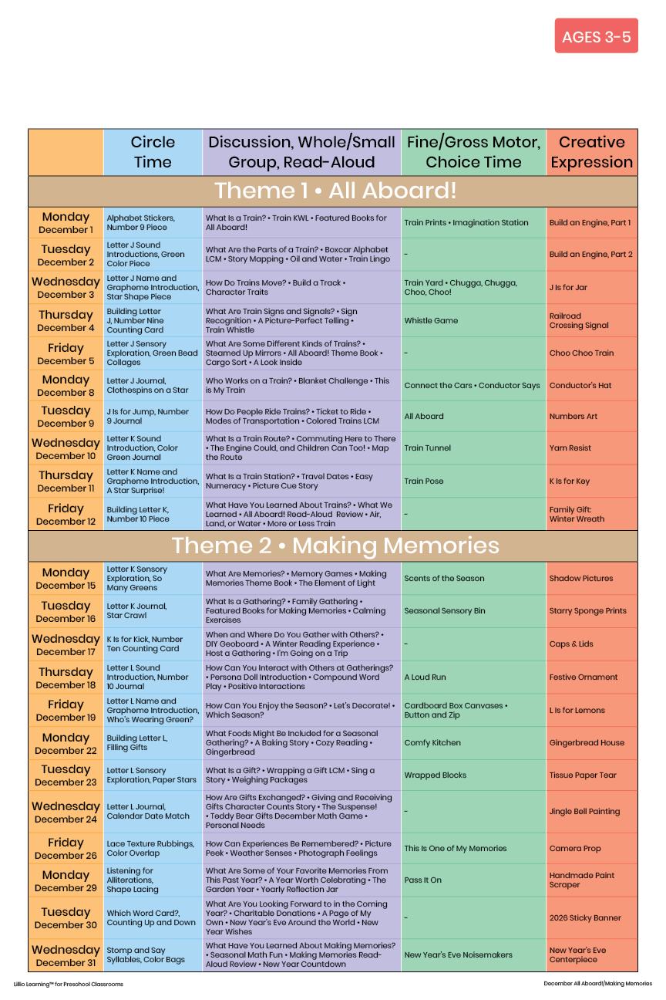 AGES 3-5
Circle
Time
Discussion, Whole/Small
Group, Read-Aloud
Fine/Gross Motor,
Choice Time
Creative
Expression
Theme 1 • All Aboard!
Monday
December 1
Alphabet Stickers,
Number 9 Piece
What Is a Train? • Train KWL • Featured Books for
All Aboard!
Train Prints • Imagination Station
Build an Engine, Part 1
Tuesday
December 2
Letter J Sound
Introductions, Green
Color Piece
What Are the Parts of a Train? • Boxcar Alphabet
LCM • Story Mapping • Oil and Water • Train Lingo
-
Build an Engine, Part 2
Wednesday
December 3
Letter J Name and
Grapheme Introduction,
Star Shape Piece
How Do Trains Move? • Build a Track •
Character Traits
Train Yard • Chugga, Chugga,
Choo, Choo!
J Is for Jar
Thursday
December 4
Building Letter
J, Number Nine
Counting Card
What Are Train Signs and Signals? • Sign
Recognition • A Picture-Perfect Telling •
Train Whistle
Whistle Game
Railroad
Crossing Signal
Friday
December 5
Letter J Sensory
Exploration, Green Bead
Collages
What Are Some Different Kinds of Trains? •
Steamed Up Mirrors • All Aboard! Theme Book •
Cargo Sort • A Look Inside
-
Choo Choo Train
Monday
December 8
Letter J Journal,
Clothespins on a Star
Who Works on a Train? • Blanket Challenge • This
is My Train
Connect the Cars • Conductor Says
Conductor's Hat
Tuesday
December 9
J Is for Jump, Number
9 Journal
How Do People Ride Trains? • Ticket to Ride •
Modes of Transportation • Colored Trains LCM
All Aboard
Numbers Art
Wednesday
December 10
Letter K Sound
Introduction, Color
Green Journal
What Is a Train Route? • Commuting Here to There
• The Engine Could, and Children Can Too! • Map
the Route
Train Tunnel
Yarn Resist
Thursday
December 11
Letter K Name and
Grapheme Introduction,
A Star Surprise!
What Is a Train Station? • Travel Dates • Easy
Numeracy • Picture Cue Story
Train Pose
K Is for Key
Friday
December 12
Building Letter K,
Number 10 Piece
What Have You Learned About Trains? • What We
Learned • All Aboard! Read-Aloud Review • Air,
Land, or Water • More or Less Train
-
Family Gift:
Winter Wreath
Theme 2 • Making Memories
Monday
December 15
Letter K Sensory
Exploration, So
Many Greens
What Are Memories? • Memory Games • Making
Memories Theme Book • The Element of Light
Scents of the Season
Shadow Pictures
Tuesday
December 16
Letter K Journal,
Star Crawl
What Is a Gathering? • Family Gathering •
Featured Books for Making Memories • Calming
Exercises
Seasonal Sensory Bin
Starry Sponge Prints
Wednesday
December 17
K Is for Kick, Number
Ten Counting Card
When and Where Do You Gather with Others? •
DIY Geoboard • A Winter Reading Experience •
Host a Gathering • I'm Going on a Trip
-
Caps & Lids
Thursday
December 18
Letter L Sound
Introduction, Number
10 Journal
How Can You Interact with Others at Gatherings?
• Persona Doll Introduction • Compound Word
Play • Positive Interactions
A Loud Run
Festive Ornament
Friday
December 19
Letter L Name and
Grapheme Introduction,
Who's Wearing Green?
How Can You Enjoy the Season? • Let's Decorate! •
Which Season?
Cardboard Box Canvases •
Button and Zip
L Is for Lemons
Monday
December 22
Building Letter L,
Filling Gifts
What Foods Might Be Included for a Seasonal
Gathering? • A Baking Story • Cozy Reading •
Gingerbread
Comfy Kitchen
Gingerbread House
Tuesday
December 23
Letter L Sensory
Exploration, Paper Stars
What Is a Gift? • Wrapping a Gift LCM • Sing a
Story • Weighing Packages
Wrapped Blocks
Tissue Paper Tear
Wednesday
December 24
Letter L Journal,
Calendar Date Match
How Are Gifts Exchanged? • Giving and Receiving
Gifts Character Counts Story • The Suspense!
• Teddy Bear Gifts December Math Game •
Personal Needs
-
Jingle Bell Painting
Friday
December 26
Lace Texture Rubbings,
Color Overlap
How Can Experiences Be Remembered? • Picture
Peek • Weather Senses • Photograph Feelings
This Is One of My Memories
Camera Prop
Monday
December 29
Listening for
Alliterations,
Shape Lacing
What Are Some of Your Favorite Memories From
This Past Year? • A Year Worth Celebrating • The
Garden Year • Yearly Reflection Jar
Pass It On
Handmade Paint
Scraper
Tuesday
December 30
Which Word Card?,
Counting Up and Down
What Are You Looking Forward to in the Coming
Year? • Charitable Donations • A Page of My
Own • New Year's Eve Around the World • New
Year Wishes
-
2026 Sticky Banner
Wednesday
December 31
Stomp and Say
Syllables, Color Bags
What Have You Learned About Making Memories?
• Seasonal Math Fun • Making Memories Read-
Aloud Review • New Year Countdown
New Year's Eve Noisemakers
New Year's Eve
Centerpiece
Lillio Learning™ for Preschool Classrooms
December All Aboard!/Making Memories